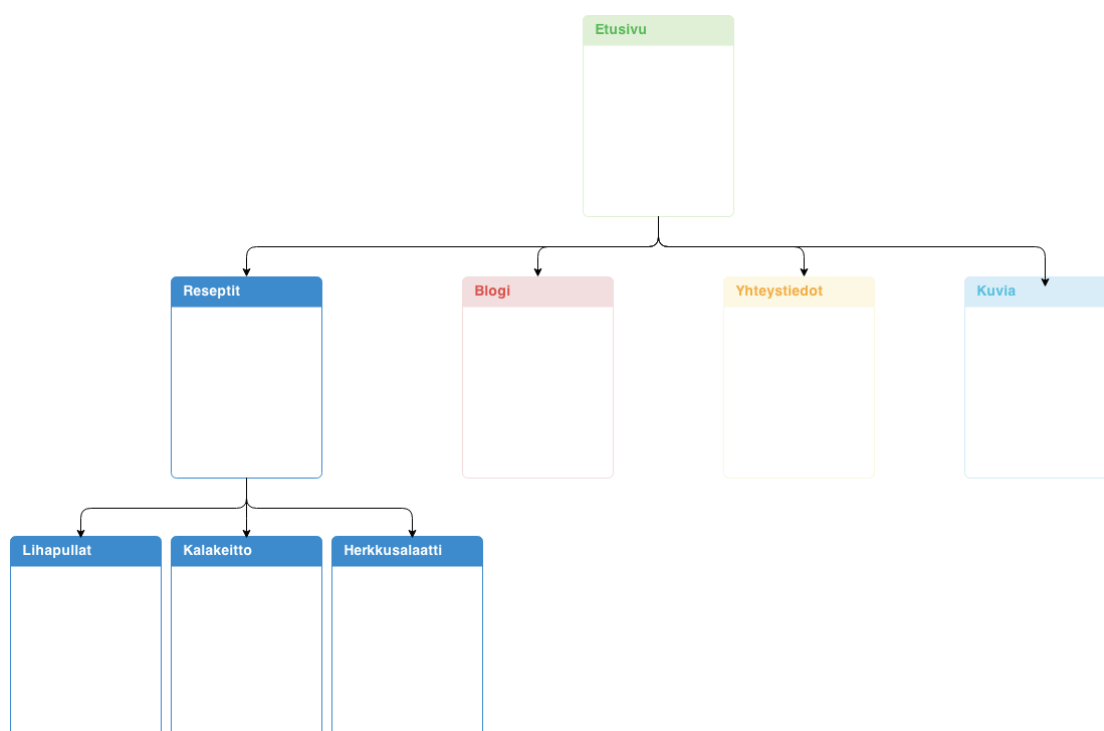 Etusivu
Reseptit
Blogi
Yhteystiedot
Kuvia
Lihapullat
Kalakeitto
Herkkusalaatti